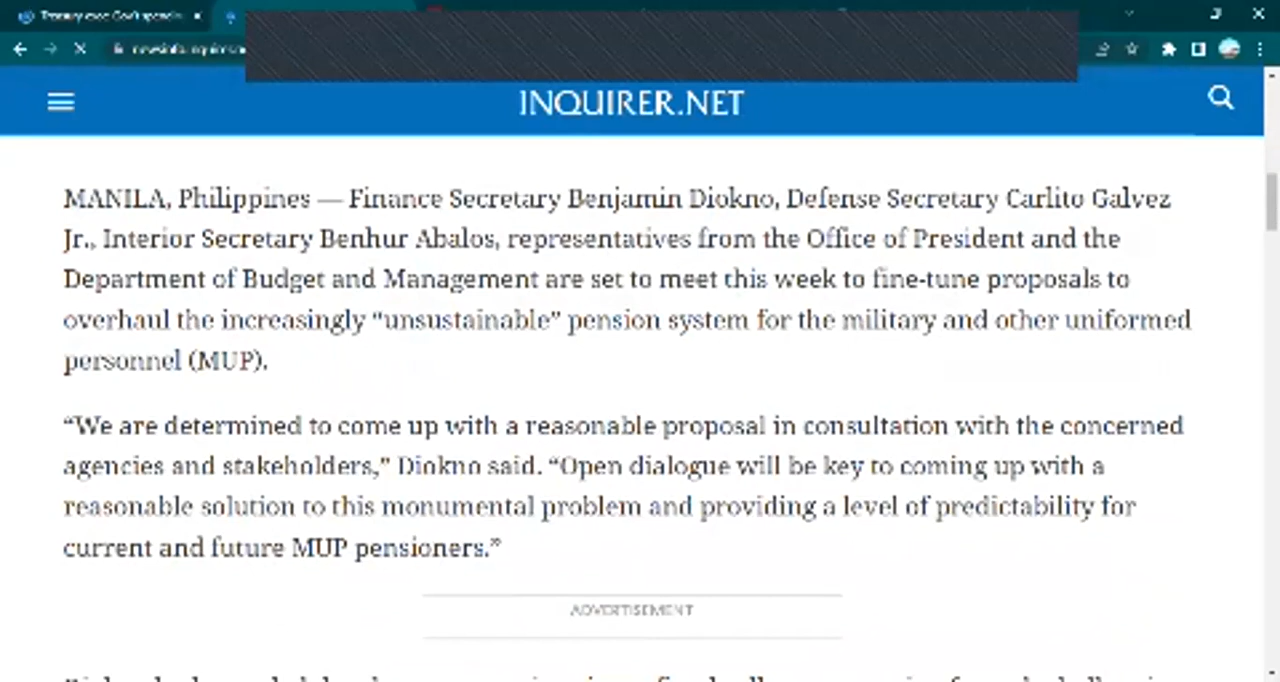 INQUIRER.NET
MANILA, Philippines — Finance Secretary Benjamin Diokno, Defense Secretary Carlito Galvez
Jr., Interior Secretary Benhur Abalos, representatives from the Office of President and the
Department of Budget and Management are set to meet this week to fine-tune proposals to
overhaul the increasingly “unsustainable” pension system for the military and other uniformed
personnel (MUP).
“We are determined to come up with a reasonable proposal in consultation with the concerned
agencies and stakeholders,” Diokno said. “Open dialogue will be key to coming up with a
reasonable solution to this monumental problem and providing a level of predictability for
current and future MUP pensioners.”
ADVERTISEMENT